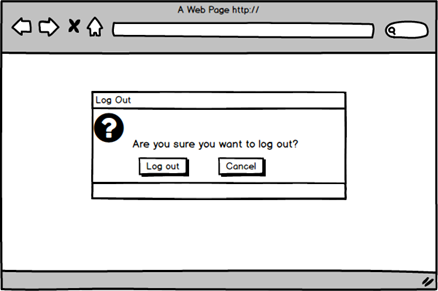 A Web Page http://
Log Out
Are you sure you want to log out?
Log out
Cancel